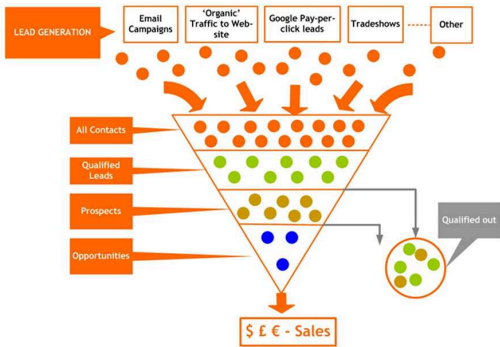 LEAD GENERATION
Email
Campaigns
‘Organic’
Traffic to Web-
site
Google Pay-per-
click leads
Tradeshows
Other
All Contacts
Qualified
Leads
Prospects
Opportunities
Qualified out
$ £ € - Sales